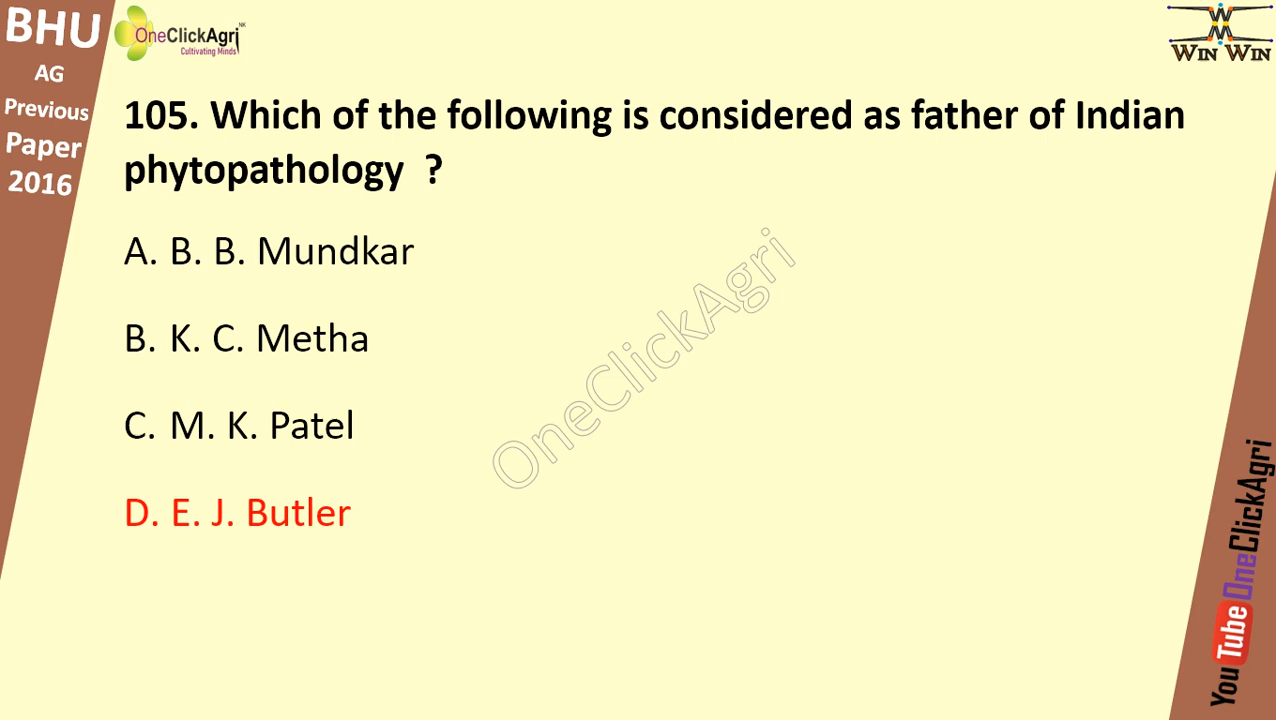 BHU
AG
Previous
Paper
2016
OneClickAgri NK
Cultivating Minds
WIN WIN
105. Which of the following is considered as father of Indian
phytopathology ?
A. B. B. Mundkar
B. K. C. Metha
C. M. K. Patel
D. E. J. Butler
OneClickAgri
YouTube OneClickAgri